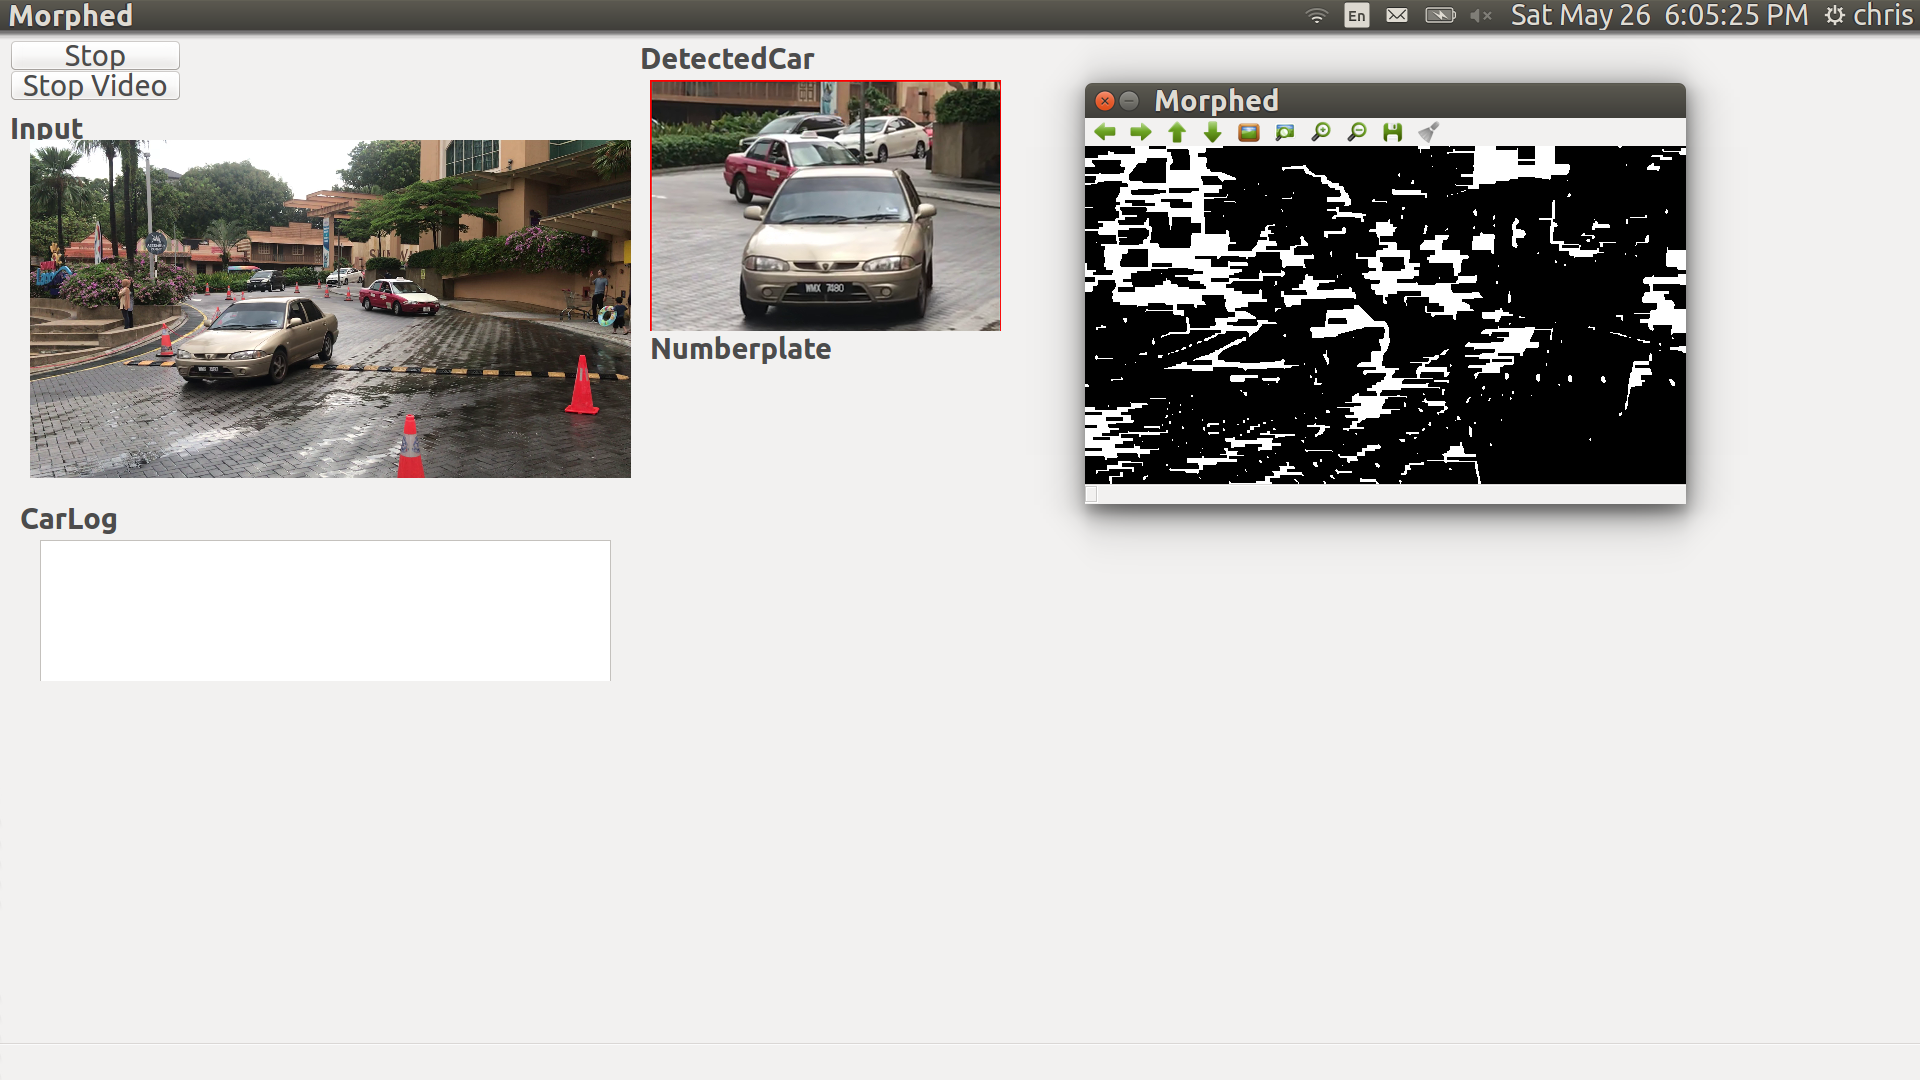 Morphed
En
Sat May 26 6:05:25 PM
chris
Stop
Stop Video
Input
DetectedCar
WMX 7480
Numberplate
CarLog
Morphed